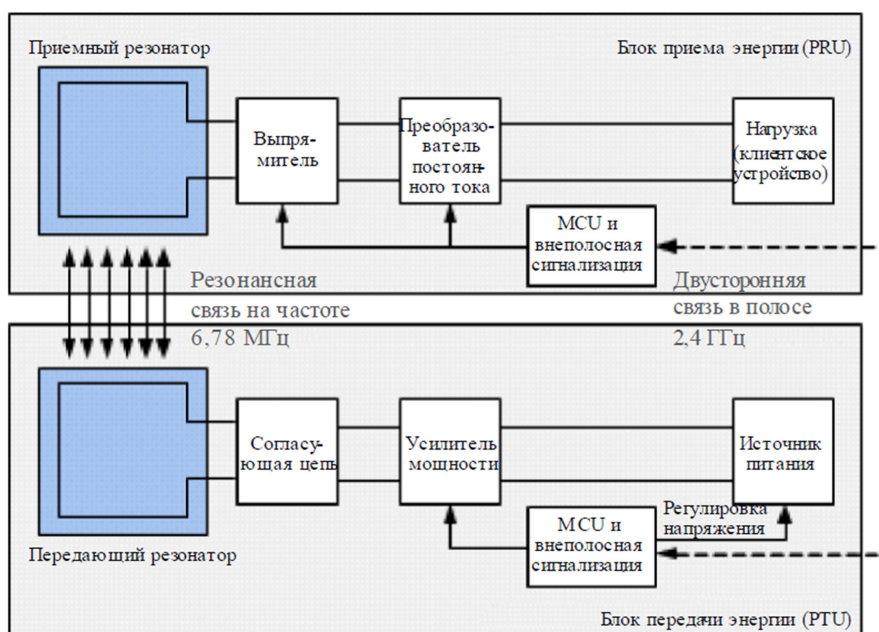 Приемный резонатор
Блок приема энергии (PRU)
Выпря-
митель
Преобразо-
ватель
постоян-
ного тока
Нагрузка
(клиентское
устройство)
MCU и
внеполосная
сигнализация
Резонансная
связь на частоте
6,78 МГц
Двусторонняя
связь в полосе
2,4 ГГц
Согласу-
ющая цепь
Усилитель
мощности
Источник
питания
MCU и
внеполосная
сигнализация
Регулировка
напряжения
Передающий резонатор
Блок передачи энергии (PTU)